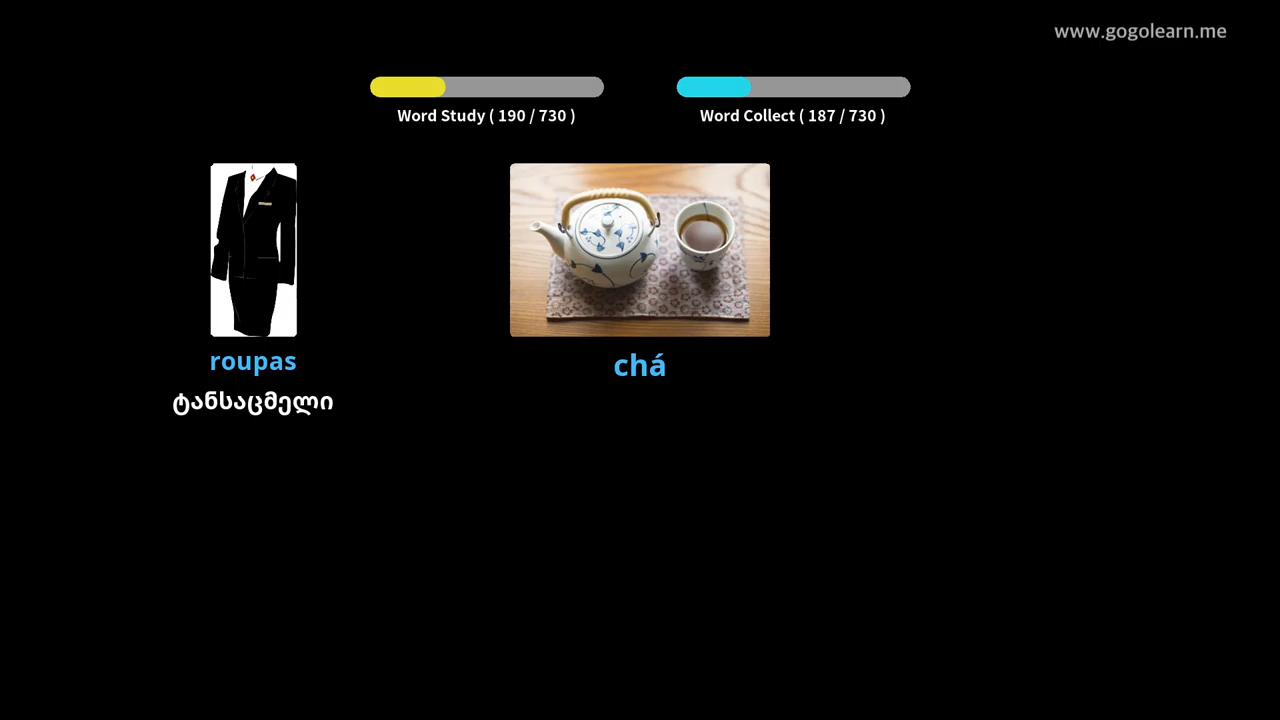 www.gogolearn.me
Word Study ( 190 / 730 )
Word Collect ( 187 / 730 )
roupas
ტანსაცმელი
chá